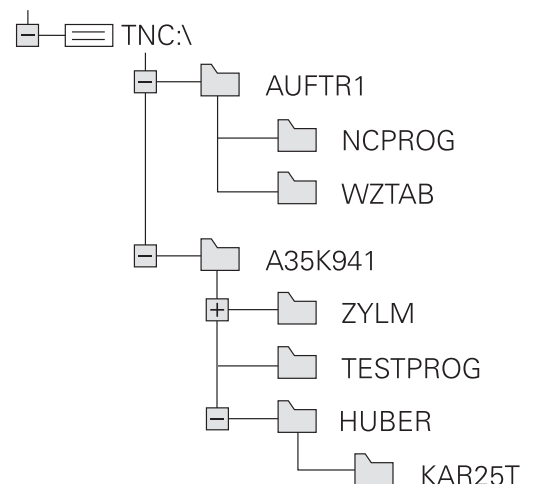 TNC:\
AUFTR1
NCPROG
WZTAB
A35K941
ZYLM
TESTPROG
HUBER
KAR25T